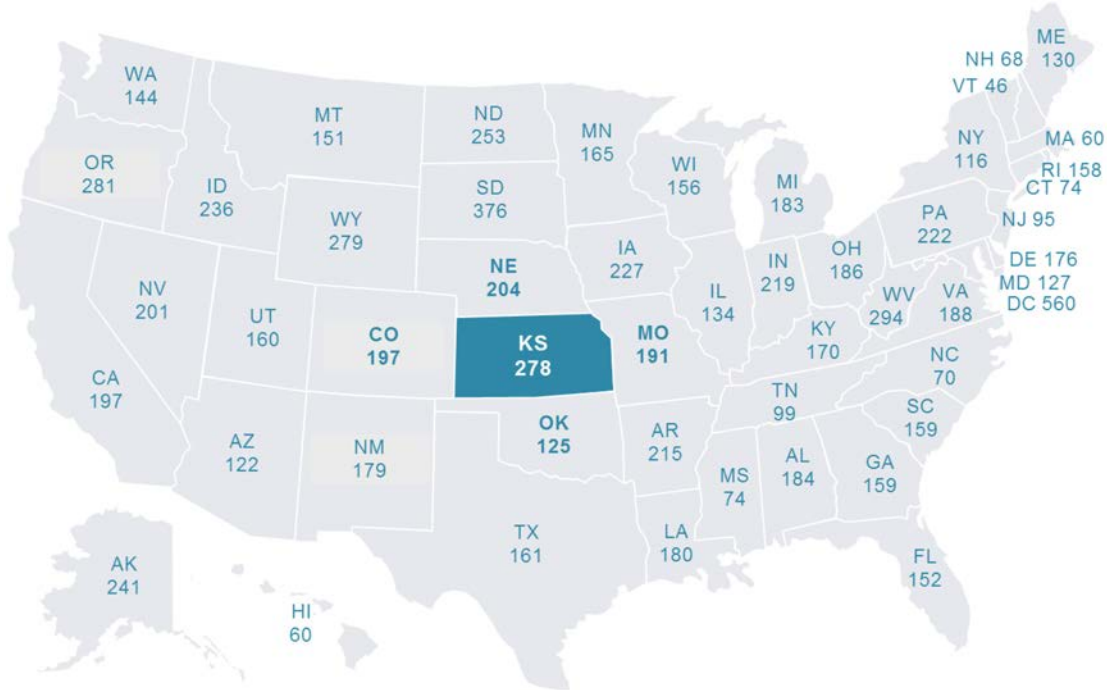 ME
130
NH 68
VT 46
WA
144
MT
151
ND
253
MN
165
NY
116
MA 60
RI 158
CT 74
OR
281
ID
236
WI
156
MI
183
SD
376
WY
279
PA
222
NJ 95
NE
204
IA
227
IN
219
OH
186
DE 176
MD 127
DC 560
NV
201
UT
160
CO
197
KS
278
MO
191
IL
134
WV
294
VA
188
KY
170
CA
197
NC
70
TN
99
SC
159
AZ
122
NM
179
OK
125
AR
215
MS
74
AL
184
GA
159
TX
161
LA
180
FL
152
AK
241
HI
60